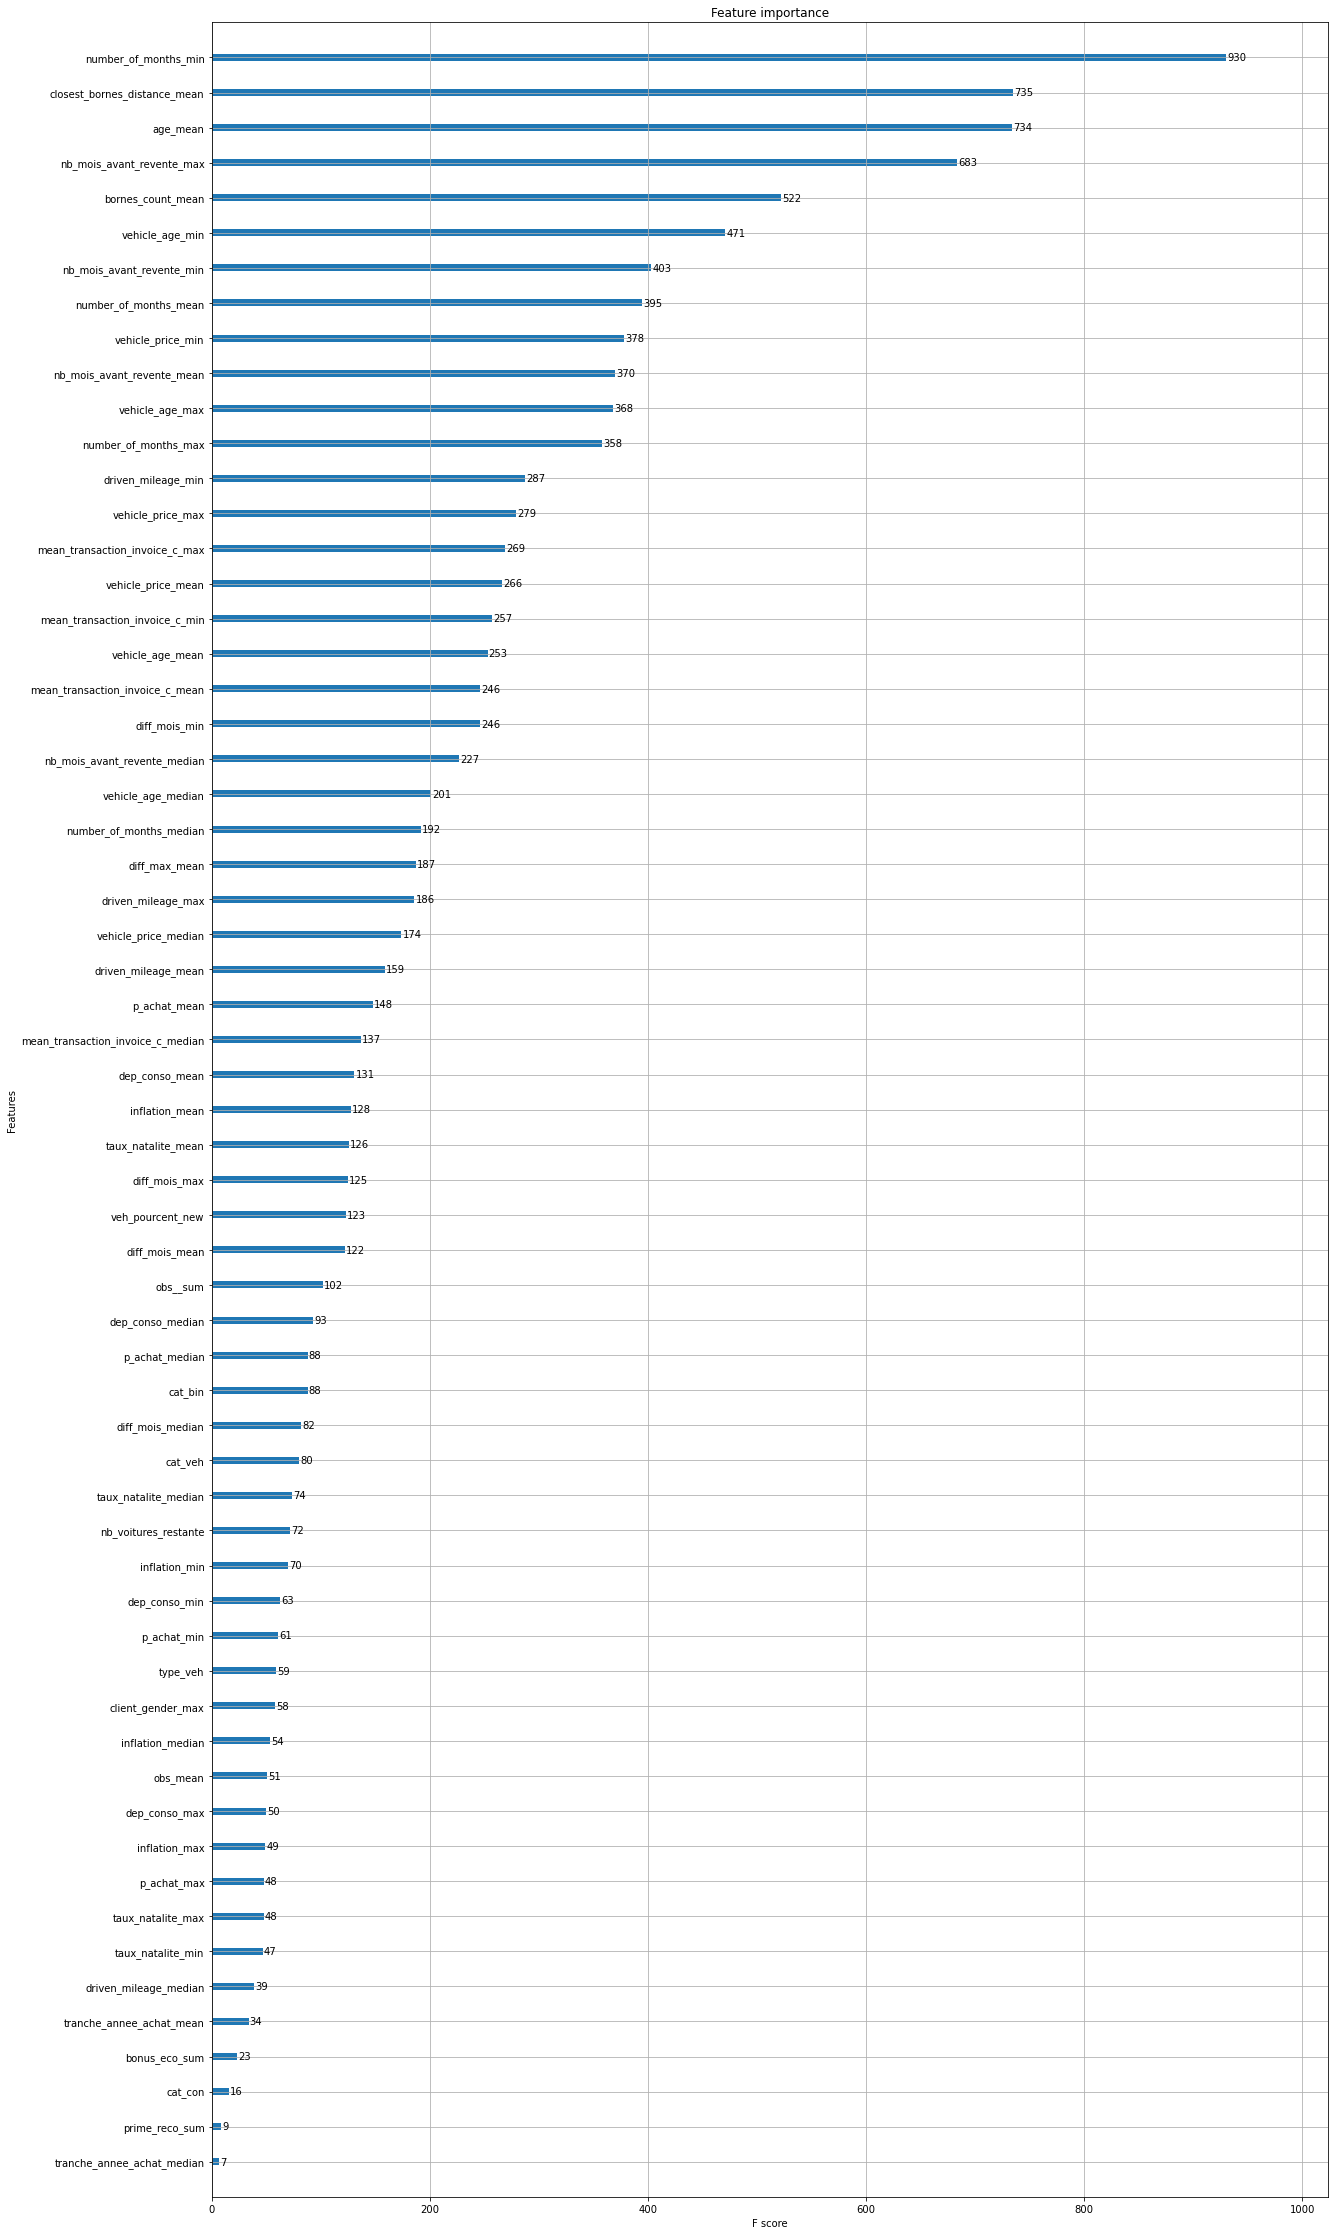 Feature importance
number_of_months_min 930
closest_bornes_distance_mean 735
age_mean 734
nb_mois_avant_revente_max 683
bornes_count_mean 522
vehicle_age_min 471
nb_mois_avant_revente_min 403
number_of_months_mean 395
vehicle_price_min 378
nb_mois_avant_revente_mean 370
vehicle_age_max 368
number_of_months_max 358
driven_mileage_min 287
vehicle_price_max 279
mean_transaction_invoice_c_max 269
vehicle_price_mean 266
mean_transaction_invoice_c_min 257
vehicle_age_mean 253
mean_transaction_invoice_c_mean 246
diff_mois_min 246
nb_mois_avant_revente_median 227
vehicle_age_median 201
number_of_months_median 192
diff_max_mean 187
driven_mileage_max 186
vehicle_price_median 174
driven_mileage_mean 159
p_achat_mean 148
mean_transaction_invoice_c_median 137
dep_conso_mean 131
inflation_mean 128
taux_natalite_mean 126
diff_mois_max 125
veh_pourcent_new 123
diff_mois_mean 122
obs__sum 102
dep_conso_median 93
p_achat_median 88
cat_bin 88
diff_mois_median 82
cat_veh 80
taux_natalite_median 74
nb_voitures_restante 72
inflation_min 70
dep_conso_min 63
p_achat_min 61
type_veh 59
client_gender_max 58
inflation_median 54
obs_mean 51
dep_conso_max 50
inflation_max 49
p_achat_max 48
taux_natalite_max 48
taux_natalite_min 47
driven_mileage_median 39
tranche_annee_achat_mean 34
bonus_eco_sum 23
cat_con 16
prime_reco_sum 9
tranche_annee_achat_median 7
Features
0 200 400 600 800 1000
F score